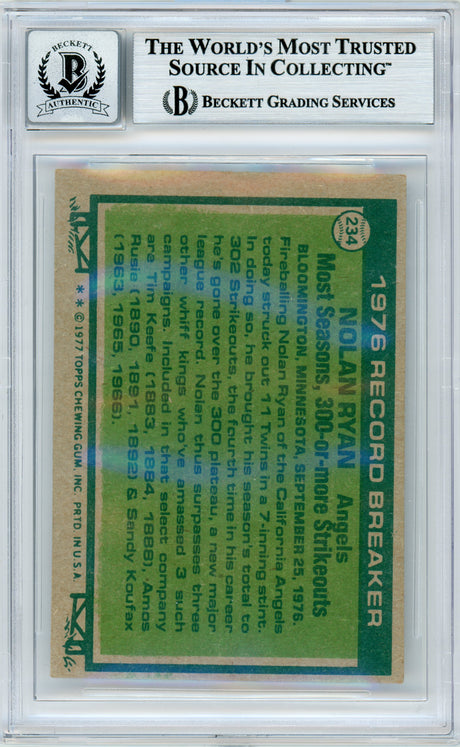 BECKETT
B
AUTHENTIC
THE WORLD'S MOST TRUSTED
SOURCE IN COLLECTING™
B BECKETT GRADING SERVICES
234
1976 RECORD BREAKER
NOLAN RYAN Angels
Most Seasons, 300-or-more Strikeouts
BLOOMINGTON, MINNESOTA, SEPTEMBER 25, 1976.
Fireballing Nolan Ryan of the California Angels
today struck out 11 Twins in a 7-inning stint.
In doing so, he brought his season's total to
302 Strikeouts, the fourth time in his career
he's gone over the 300 plateau, a new major
league record. Nolan thus surpasses three
other whiff kings who've amassed 3 such
campaigns. Included in that select company
are Tim Keefe (1883, 1884, 1888), Amos
Rusie (1890, 1891, 1892) & Sandy Koufax
(1963, 1965, 1966).
** © 1977 TOPPS CHEWING GUM, INC. PRTD. IN U.S.A.